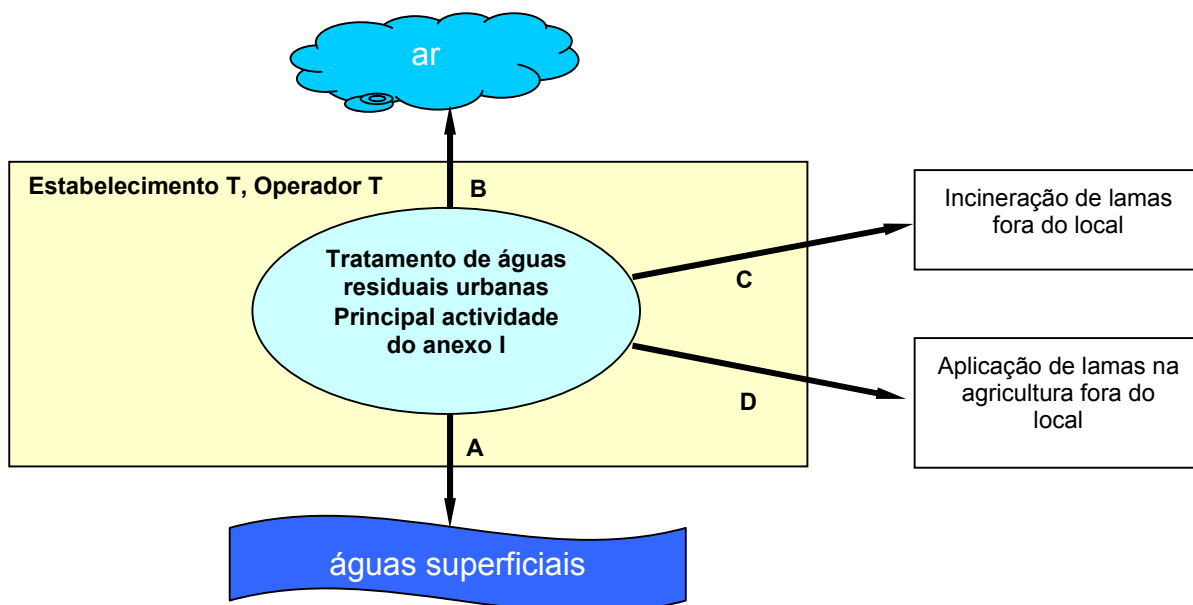 ar
Estabelecimento T, Operador T
B
Tratamento de águas
residuais urbanas
Principal actividade
do anexo I
C
Incineração de lamas
fora do local
D
Aplicação de lamas na
agricultura fora do
local
A
águas superficiais